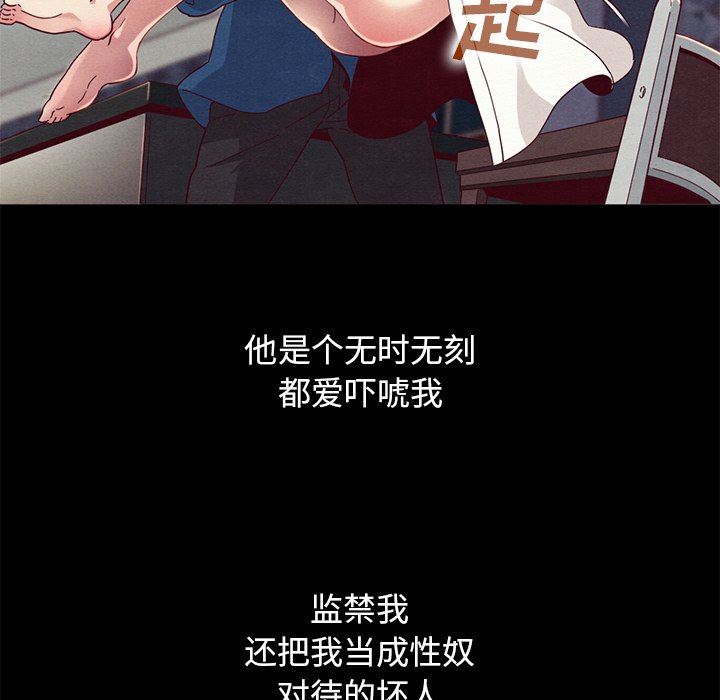 起
他是个无时无刻
都爱吓唬我
监禁我
还把我当成性奴
对待的坏人